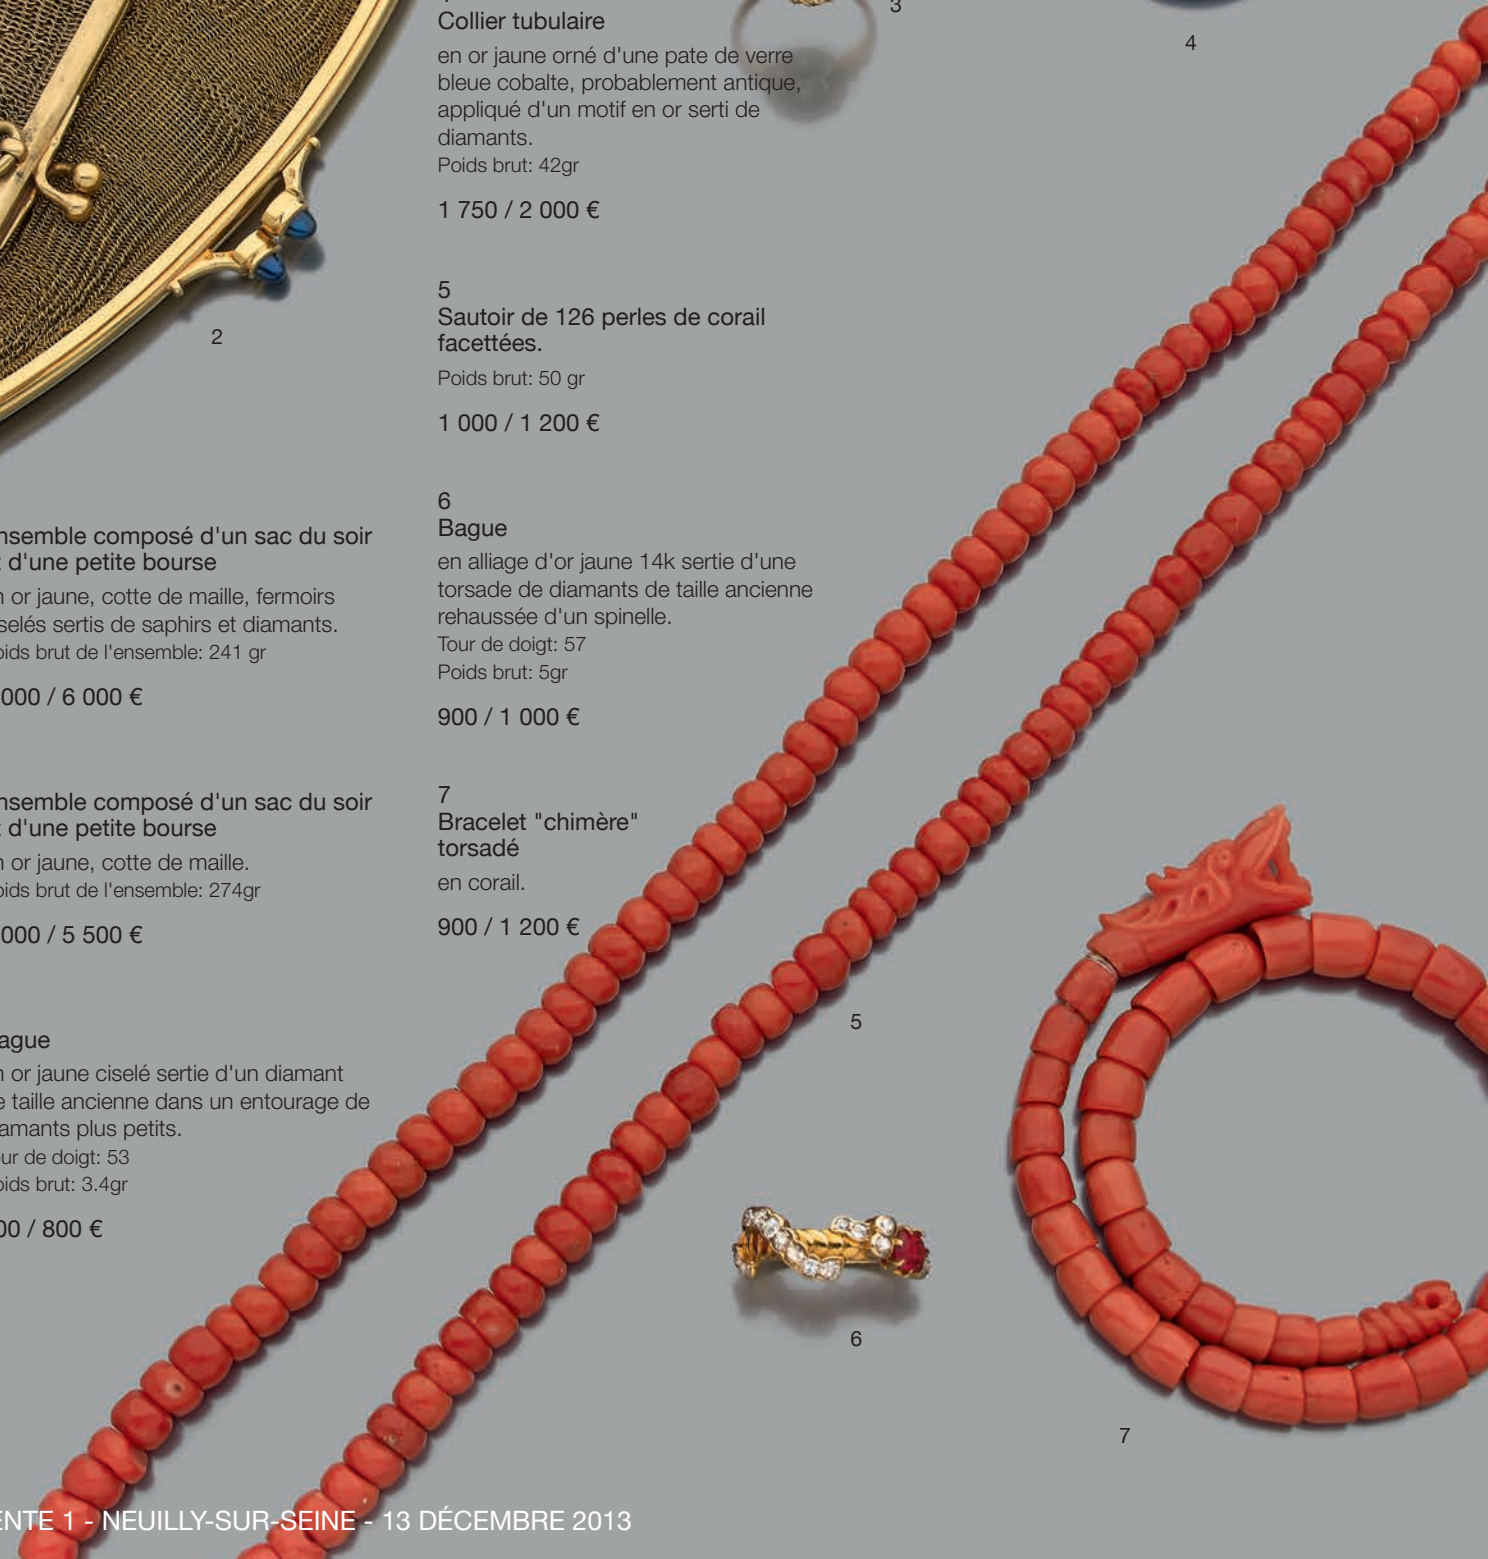 nsemble composé d'un sac du soir
d'une petite bourse
or jaune, cotte de maille, fermoirs
selés sertis de saphirs et diamants.
oids brut de l'ensemble: 241 gr
000 / 6 000 €
nsemble composé d'un sac du soir
d'une petite bourse
or jaune, cotte de maille.
oids brut de l'ensemble: 274gr
000 / 5 500 €
ague
or jaune ciselé sertie d'un diamant
e taille ancienne dans un entourage de
amants plus petits.
ur de doigt: 53
oids brut: 3.4gr
00 / 800 €
Collier tubulaire
en or jaune orné d'une pate de verre
bleue cobalte, probablement antique,
appliqué d'un motif en or serti de
diamants.
Poids brut: 42gr
1 750 / 2 000 €
5
Sautoir de 126 perles de corail
facettées.
Poids brut: 50 gr
1 000 / 1 200 €
6
Bague
en alliage d'or jaune 14k sertie d'une
torsade de diamants de taille ancienne
rehaussée d'un spinelle.
Tour de doigt: 57
Poids brut: 5gr
900 / 1 000 €
7
Bracelet "chimère"
torsadé
en corail.
900 / 1 200 €
2
3
4
5
6
7
ENTE 1 - NEUILLY-SUR-SEINE - 13 DÉCEMBRE 2013